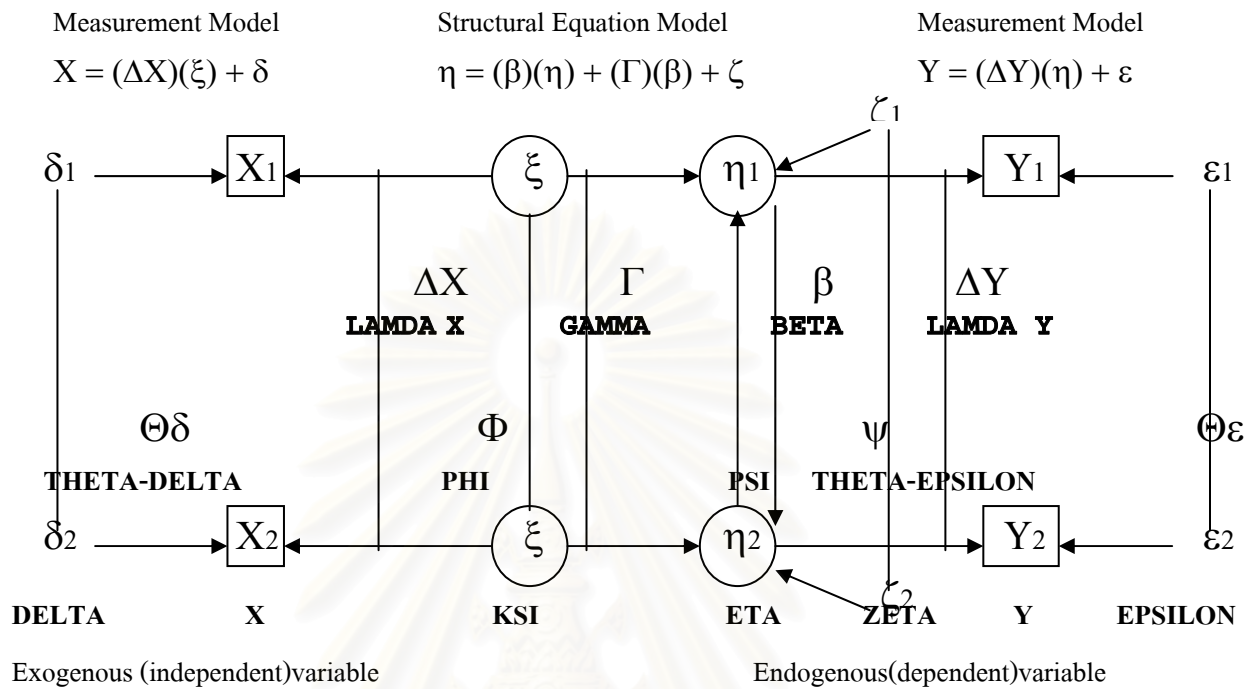 Measurement Model Structural Equation Model Measurement Model
X = (ΔX)(ξ) + δ η = (β)(η) + (Γ)(β) + ζ Y = (ΔY)(η) + ε
ζ1
δ1 X1 ξ η1 Y1 ε1
ΔX Γ β ΔY
LAMDA X GAMMA BETA LAMDA Y
Θδ Φ ψ Θε
THETA-DELTA PHI PSI THETA-EPSILON
δ2 X2 ξ η2 Y2 ε2
ζ2
DELTA X KSI ETA ZETA Y EPSILON
Exogenous (independent)variable Endogenous(dependent)variable